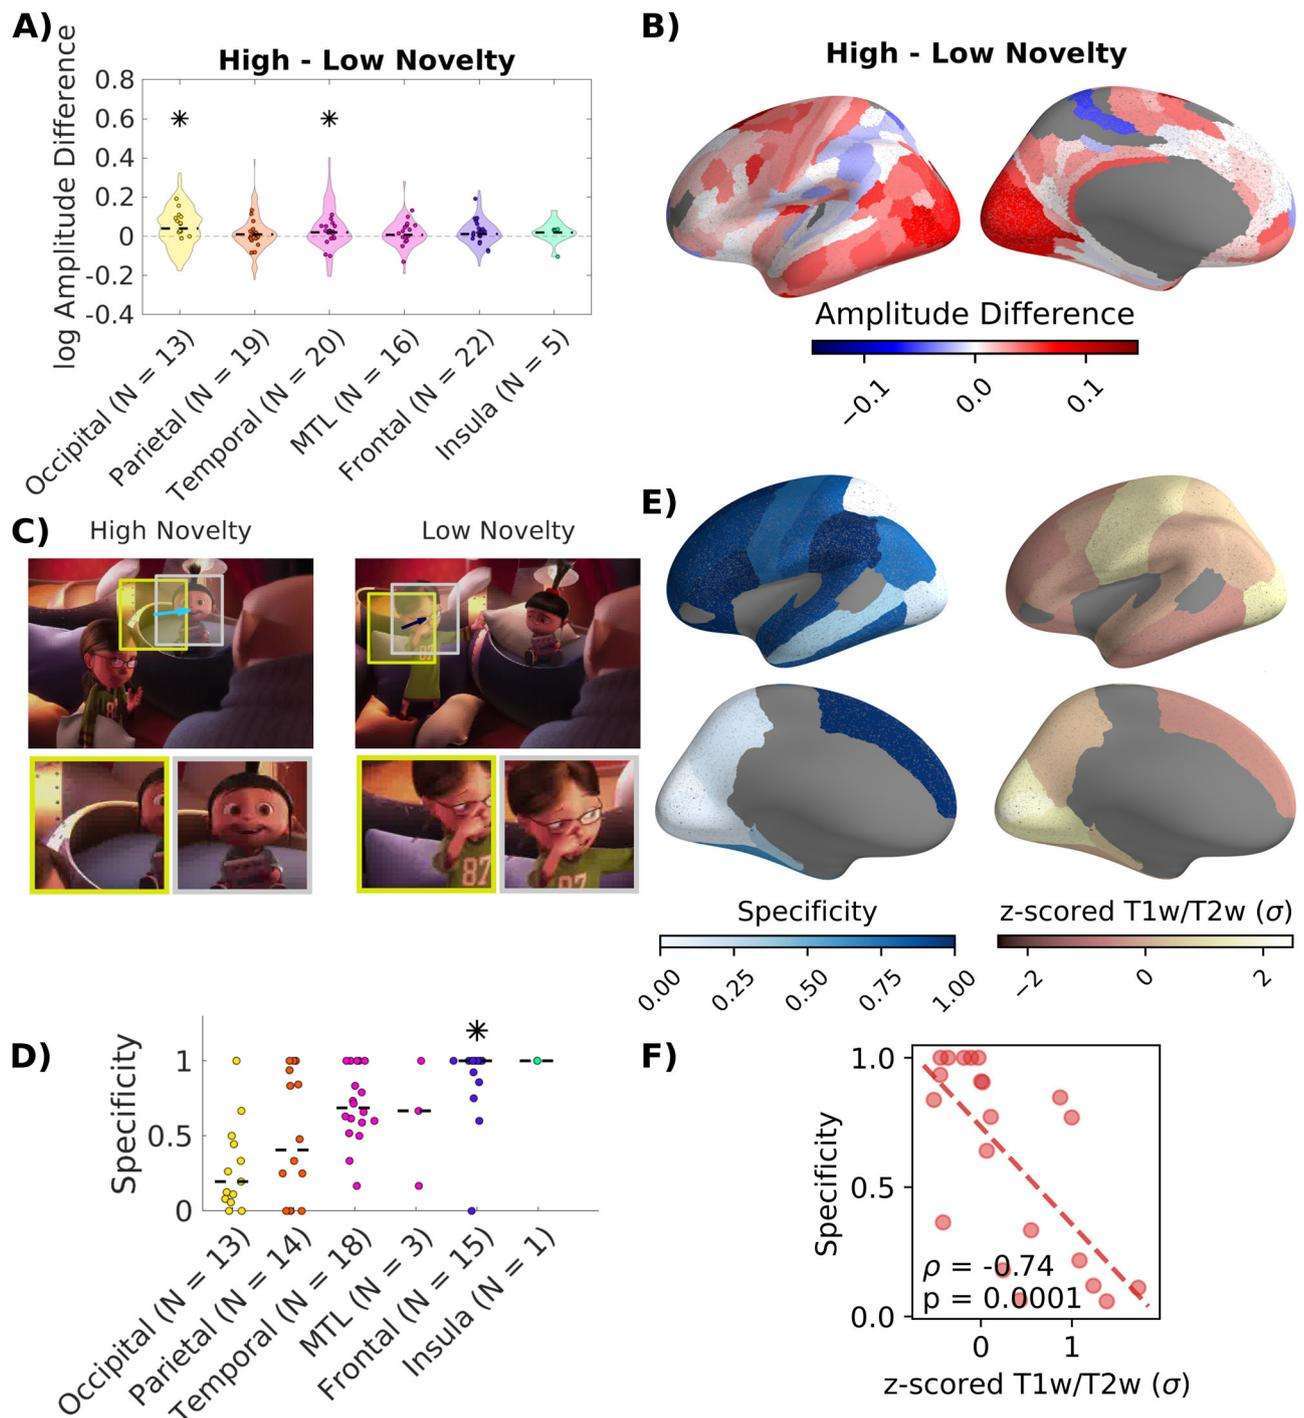 A)
High - Low Novelty
log Amplitude Difference
0.8
0.6
0.4
0.2
0
-0.2
-0.4
*
*
Occipital (N = 13)
Parietal (N = 19)
Temporal (N = 20)
MTL (N = 16)
Frontal (N = 22)
Insula (N = 5)
B)
High - Low Novelty
Amplitude Difference
−0.1
0.0
0.1
C)
High Novelty
Low Novelty
87
87
87
D)
Specificity
1
0.5
0
*
Occipital (N = 13)
Parietal (N = 14)
Temporal (N = 18)
MTL (N = 3)
Frontal (N = 15)
Insula (N = 1)
E)
Specificity
0.00
0.25
0.50
0.75
1.00
z-scored T1w/T2w (σ)
−2
0
2
F)
Specificity
1.0
0.5
0.0
ρ = -0.74
p = 0.0001
0
1
z-scored T1w/T2w (σ)